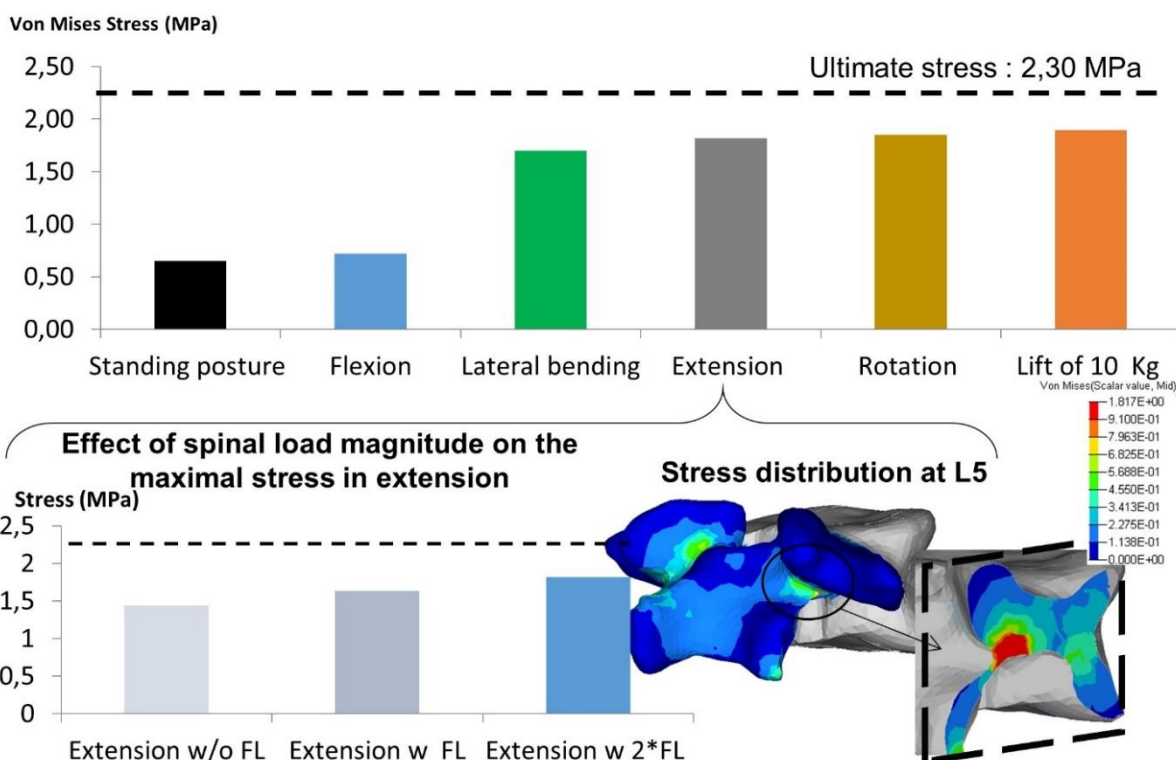 Von Mises Stress (MPa)
2,50
2,00
1,50
1,00
0,50
0,00
Ultimate stress : 2,30 MPa
Standing posture
Flexion
Lateral bending
Extension
Rotation
Lift of 10 Kg
Effect of spinal load magnitude on the
maximal stress in extension
Stress (MPa)
2,5
2
1,5
1
0,5
0
Extension w/o FL
Extension w FL
Extension w 2*FL
Stress distribution at L5
Von Mises(Scalar value, Mid)
1.817E+00
9.100E-01
7.963E-01
6.825E-01
5.688E-01
4.550E-01
3.413E-01
2.275E-01
1.138E-01
0.000E+00